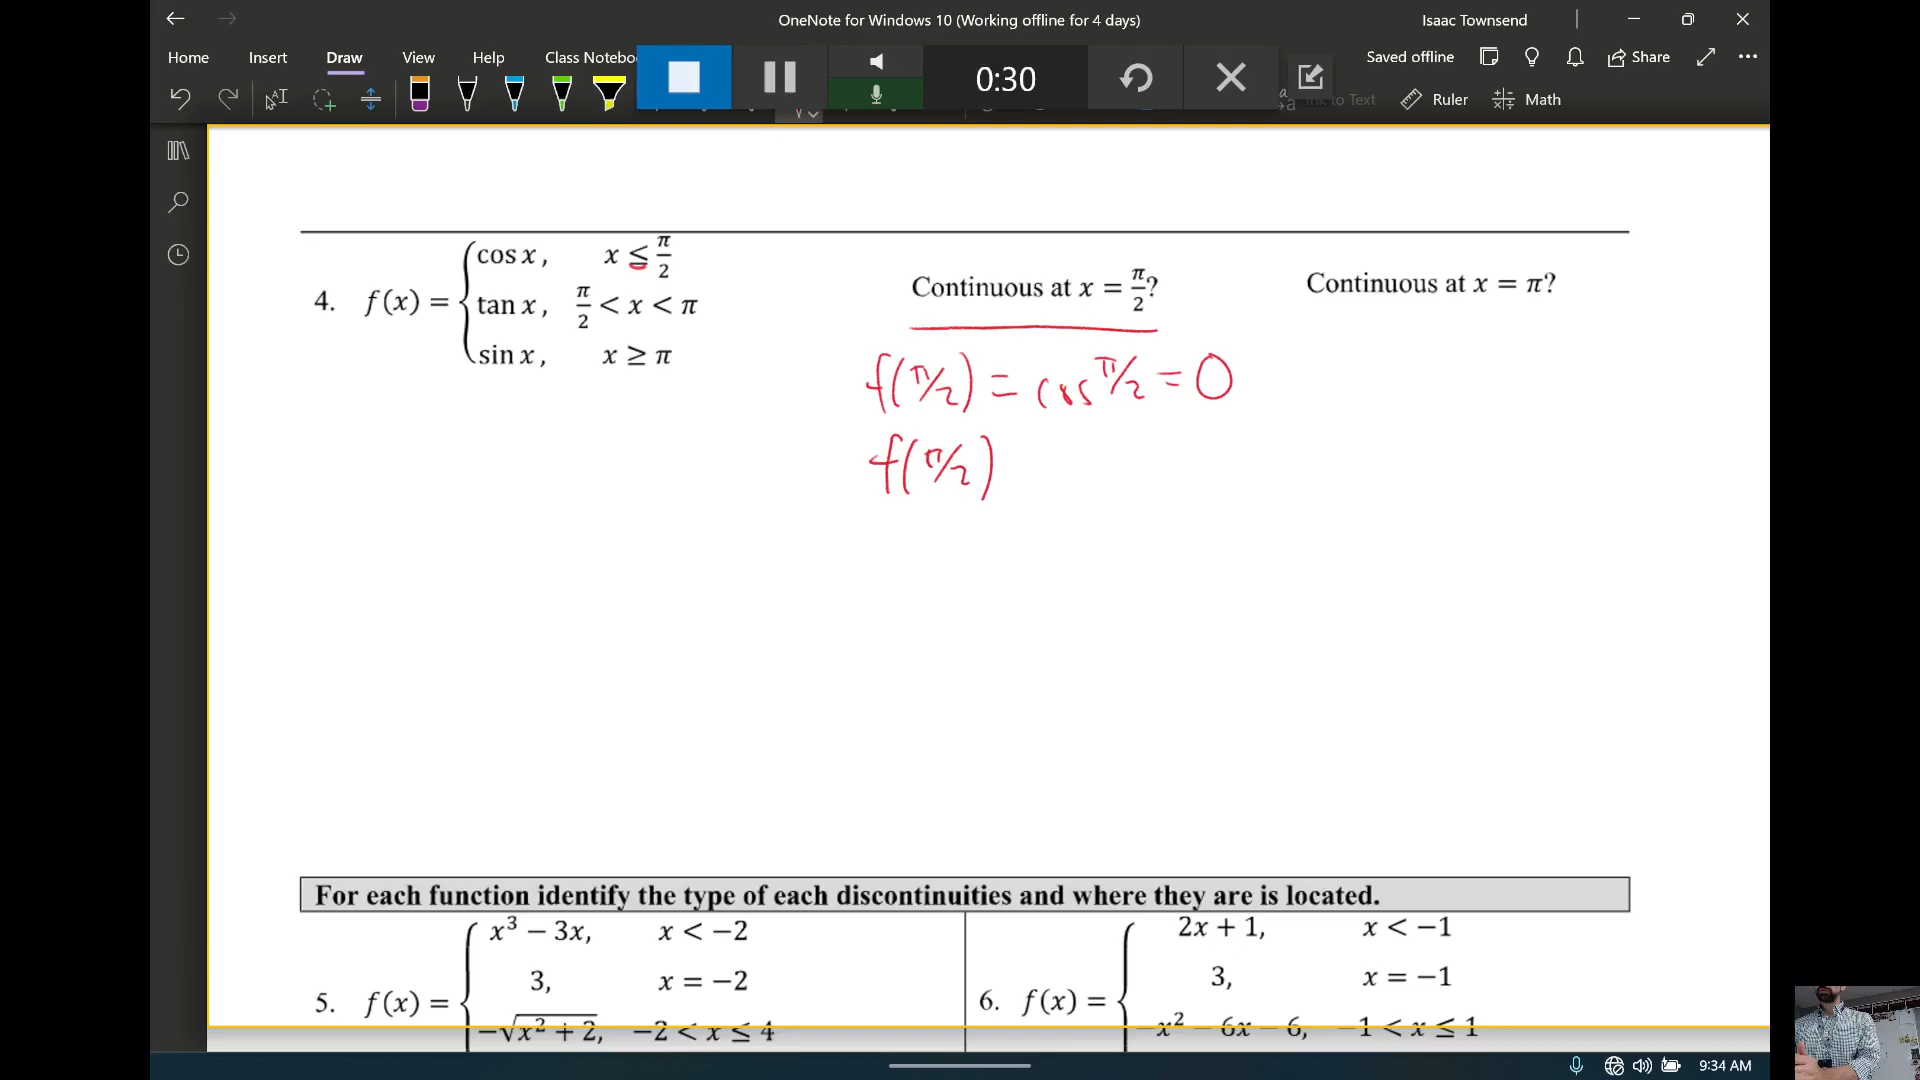 OneNote for Windows 10 (Working offline for 4 days)
Isaac Townsend
Home Insert Draw View Help Class Notebo
0:30
Saved offline
Share
Ink to Text
Ruler
Math
4. f(x) = { cos x, x ≤ π/2
tan x, π/2 < x < π
sin x, x ≥ π
Continuous at x = π/2?
Continuous at x = π?
f(π/2) = cos π/2 = 0
f(π/2)
For each function identify the type of each discontinuities and where they are is located.
5. f(x) = { x³ − 3x, x < −2
3, x = −2
−√x² + 2, −2 < x ≤ 4
6. f(x) = { 2x + 1, x < −1
3, x = −1
−x² − 6x − 6, −1 < x ≤ 1
9:34 AM